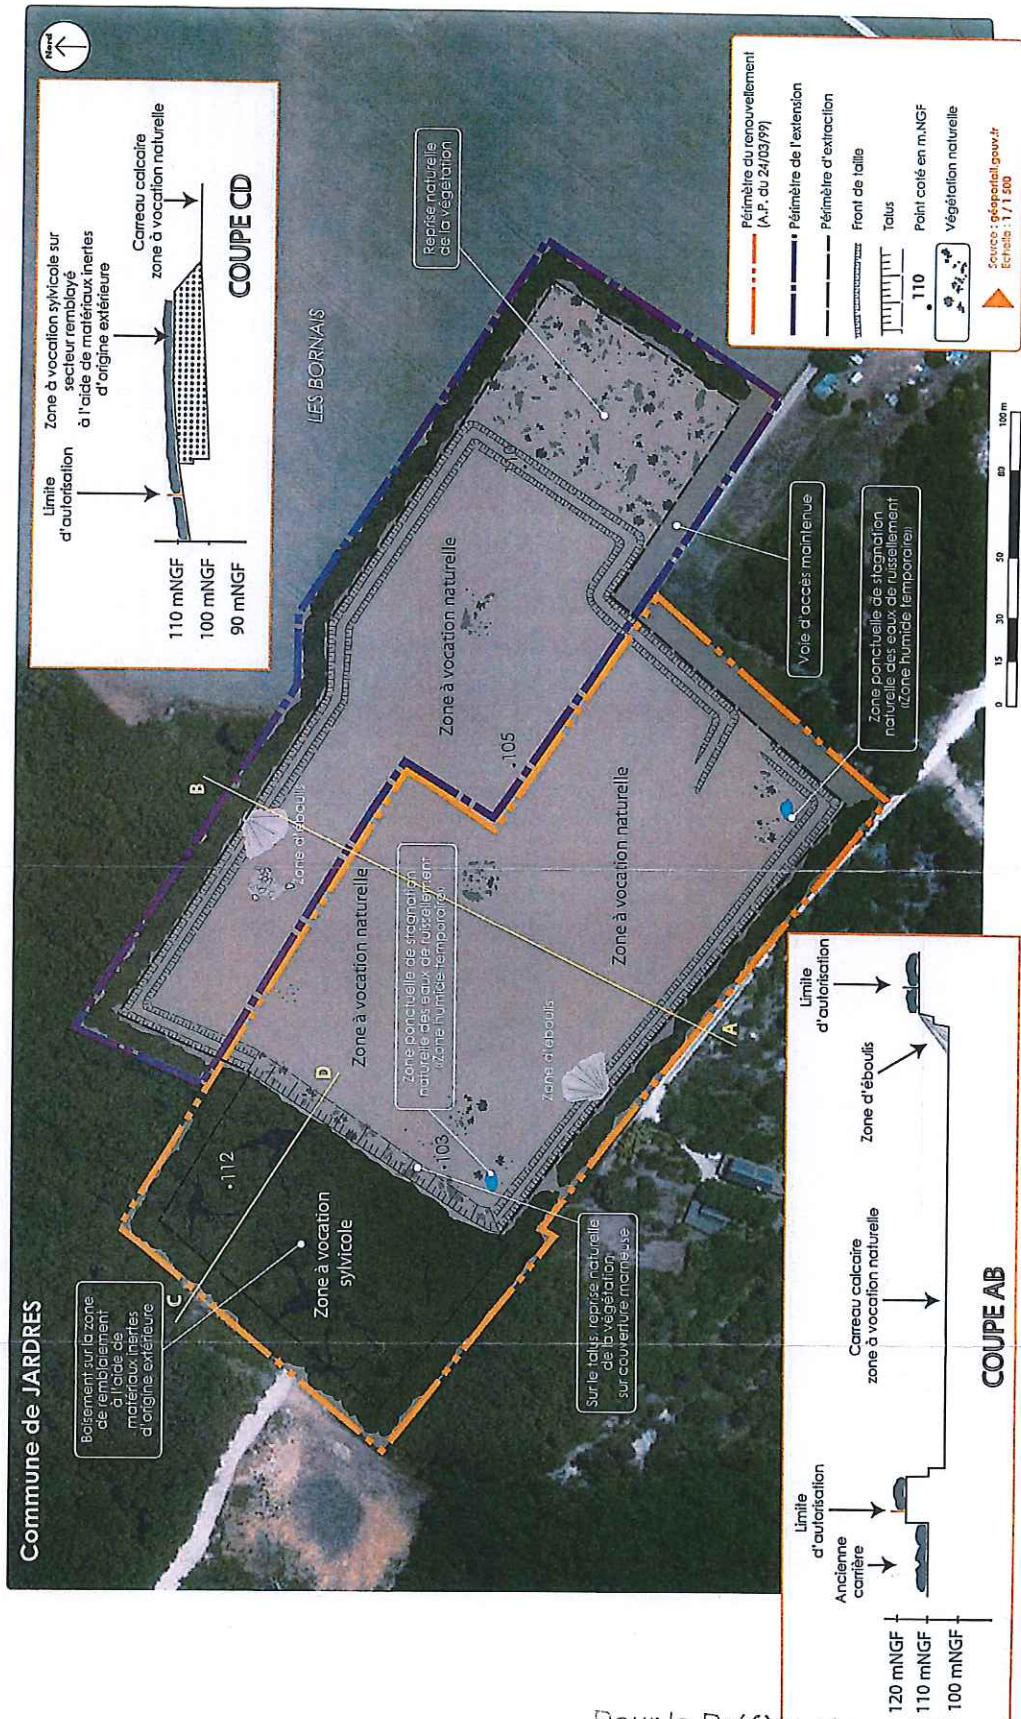 Commune de JARDRES
Nord
Limite
d'autorisation
Zone à vocation sylvicole sur
secteur remblayé
à l'aide de matériaux inertes
d'origine extérieure
Carreau calcaire
zone à vocation naturelle
110 mNGF
100 mNGF
90 mNGF
COUPE CD
LES BORNAIS
Reprise naturelle
de la végétation
Boisement sur la zone
de remblaiement
à l'aide de
matériaux inertes
d'origine extérieure
C
D
B
A
.112
Zone à vocation
sylvicole
Zone d'éboulis
Zone à vocation naturelle
Zone à vocation naturelle
.105
Zone ponctuelle de stagnation
naturelle des eaux de ruissellement
«Zone humide temporaire»
.103
Zone à vocation naturelle
Zone d'éboulis
Sur le talus, reprise naturelle
de la végétation
sur couverture marneuse
Voie d'accès maintenue
Zone ponctuelle de stagnation
naturelle des eaux de ruissellement
«Zone humide temporaire»
Périmètre du renouvellement
(A.P. du 24/03/99)
Périmètre de l'extension
Périmètre d'extraction
Front de taille
Talus
110
Point coté en m.NGF
Végétation naturelle
Source : géoportail.gouv.fr
Echelle : 1 / 1 500
0 15 30 50 80 100 m
120 mNGF
110 mNGF
100 mNGF
Ancienne
carrière
Limite
d'autorisation
Carreau calcaire
zone à vocation naturelle
Zone d'éboulis
Limite
d'autorisation
COUPE AB